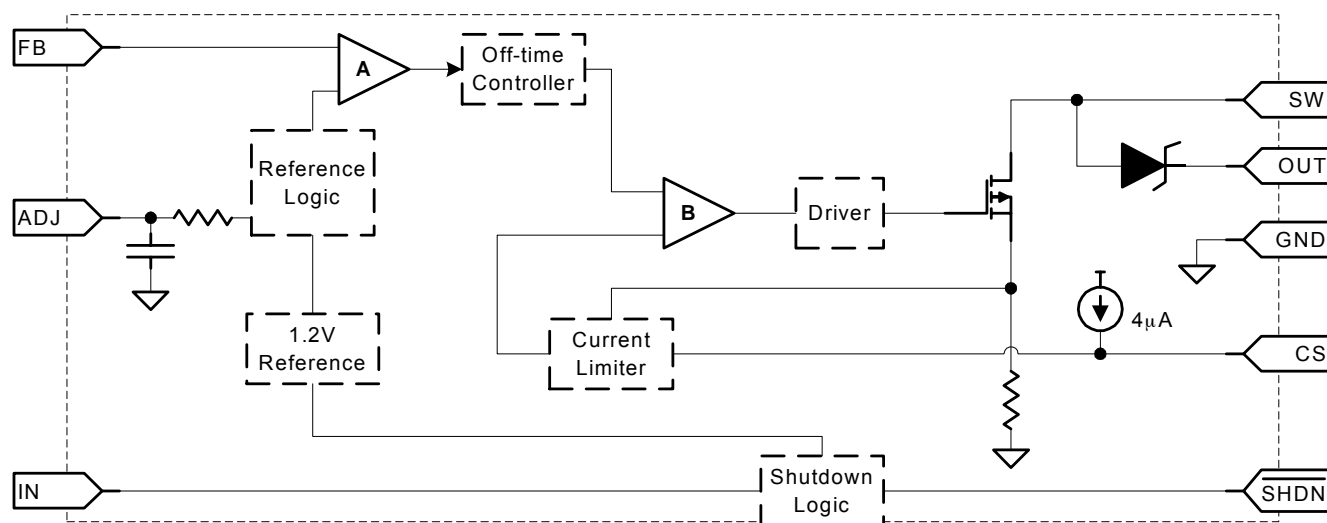 FB
A
Off-time
Controller
SW
Reference
Logic
OUT
ADJ
B
Driver
GND
1.2V
Reference
Current
Limiter
4µA
CS
IN
Shutdown
Logic
SHDN